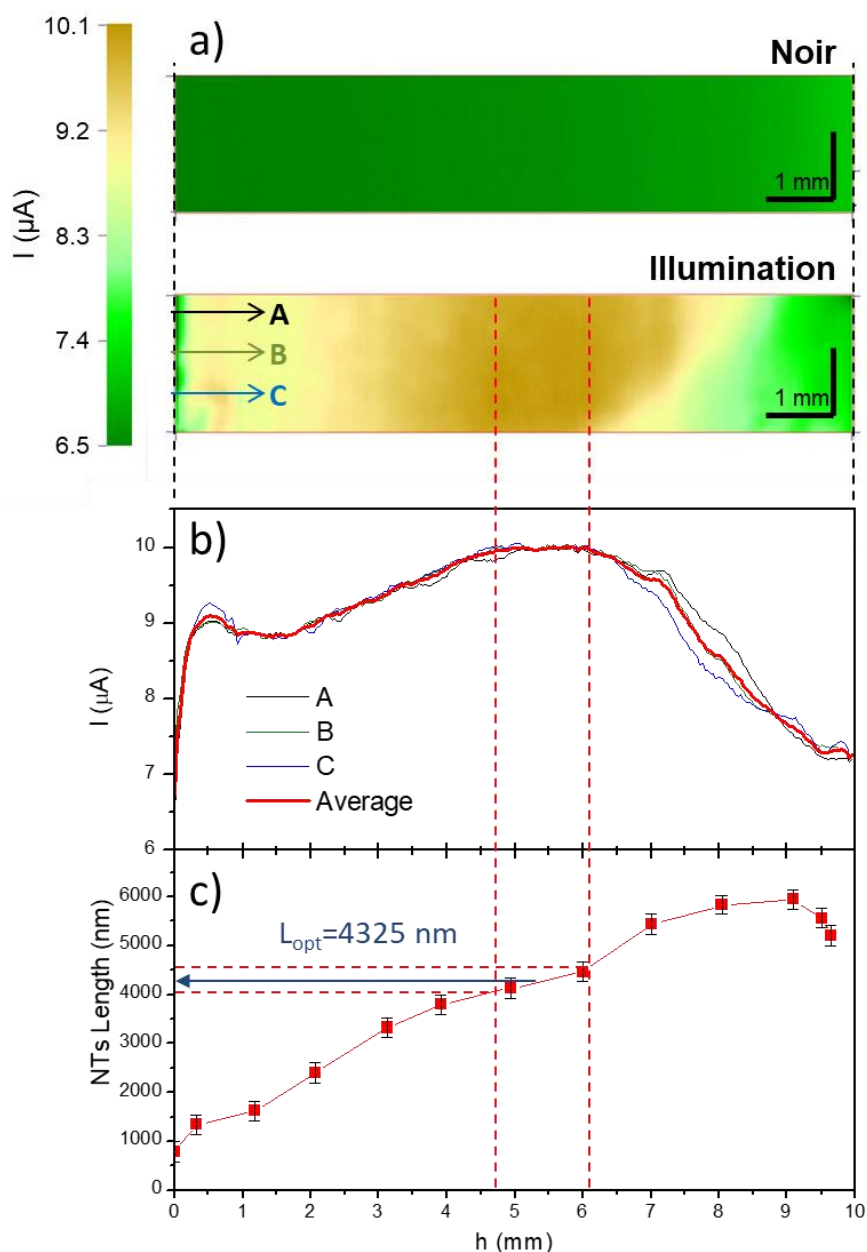 a)
Noir
10.1
9.2
8.3
7.4
6.5
I (µA)
1 mm
Illumination
A
B
C
1 mm
b)
10
9
8
7
6
I (µA)
A
B
C
Average
c)
6000
5000
4000
3000
2000
1000
0
NTs Length (nm)
Lopt=4325 nm
0 1 2 3 4 5 6 7 8 9 10
h (mm)